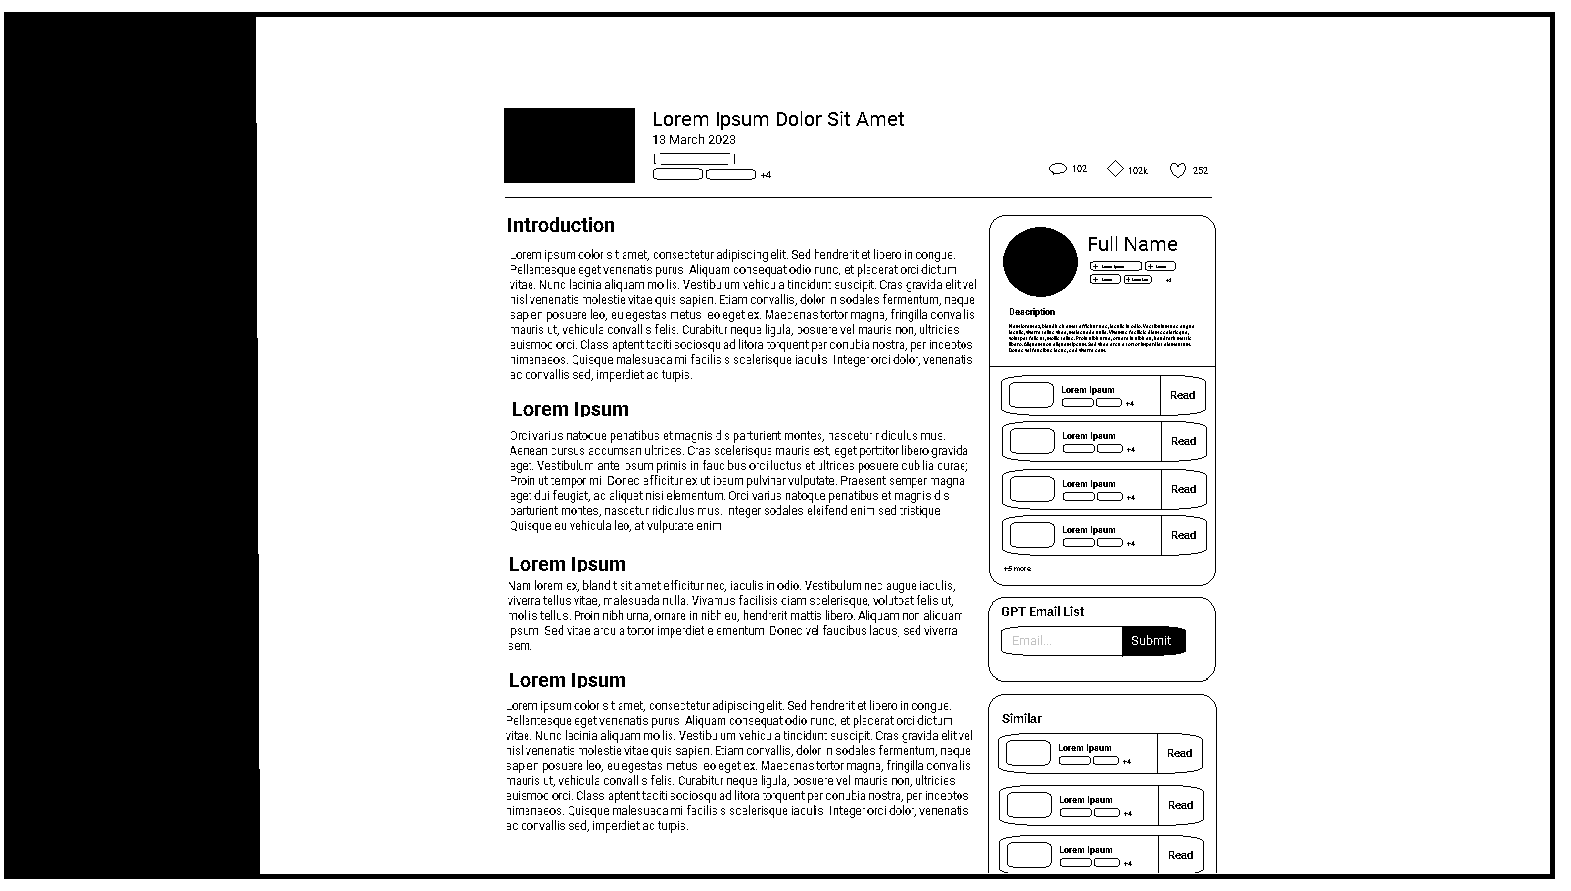 Lorem Ipsum Dolor Sit Amet
13 March 2023
+4
102
102k
252
Introduction
Lorem ipsum dolor sit amet, consectetur adipiscing elit. Sed hendrerit et libero in congue.
Pellentesque eget venenatis purus. Aliquam consequat odio nunc, et placerat orci dictum
vitae. Nunc lacinia aliquam mollis. Vestibulum vehicula tincidunt suscipit. Cras gravida elit vel
nisl venenatis molestie vitae quis sapien. Etiam convallis, dolor in sodales fermentum, neque
sapien posuere leo, eu egestas metus leo eget ex. Maecenas tortor magna, fringilla convallis
mauris ut, vehicula convallis felis. Curabitur neque ligula, posuere vel mauris non, ultricies
euismod orci. Class aptent taciti sociosqu ad litora torquent per conubia nostra, per inceptos
himenaeos. Quisque malesuada mi facilisis scelerisque iaculis. Integer orci dolor, venenatis
ac convallis sed, imperdiet ac turpis.
Lorem Ipsum
Orci varius natoque penatibus et magnis dis parturient montes, nascetur ridiculus mus.
Aenean cursus accumsan ultrices. Cras scelerisque mauris est, eget porttitor libero gravida
eget. Vestibulum ante ipsum primis in faucibus orci luctus et ultrices posuere cubilia curae;
Proin ut tempor mi. Donec efficitur ex ut ipsum pulvinar vulputate. Praesent semper magna
eget dui feugiat, ac aliquet nisi elementum. Orci varius natoque penatibus et magnis dis
parturient montes, nascetur ridiculus mus. Integer sodales eleifend enim sed tristique.
Quisque eu vehicula leo, at vulputate enim.
Lorem Ipsum
Nam lorem ex, blandit sit amet efficitur nec, iaculis in odio. Vestibulum nec augue iaculis,
viverra tellus vitae, malesuada nulla. Vivamus facilisis diam scelerisque, volutpat felis ut,
mollis tellus. Proin nibh urna, ornare in nibh eu, hendrerit mattis libero. Aliquam non aliquam
ipsum. Sed vitae arcu a tortor imperdiet elementum. Donec vel faucibus lacus, sed viverra
sem.
Lorem Ipsum
Lorem ipsum dolor sit amet, consectetur adipiscing elit. Sed hendrerit et libero in congue.
Pellentesque eget venenatis purus. Aliquam consequat odio nunc, et placerat orci dictum
vitae. Nunc lacinia aliquam mollis. Vestibulum vehicula tincidunt suscipit. Cras gravida elit vel
nisl venenatis molestie vitae quis sapien. Etiam convallis, dolor in sodales fermentum, neque
sapien posuere leo, eu egestas metus leo eget ex. Maecenas tortor magna, fringilla convallis
mauris ut, vehicula convallis felis. Curabitur neque ligula, posuere vel mauris non, ultricies
euismod orci. Class aptent taciti sociosqu ad litora torquent per conubia nostra, per inceptos
himenaeos. Quisque malesuada mi facilisis scelerisque iaculis. Integer orci dolor, venenatis
ac convallis sed, imperdiet ac turpis.
Full Name
Description
Lorem Ipsum
+4
Read
Lorem Ipsum
+4
Read
Lorem Ipsum
+4
Read
Lorem Ipsum
+4
Read
+5 more
GPT Email List
Email...
Submit
Similar
Lorem Ipsum
+4
Read
Lorem Ipsum
+4
Read
Lorem Ipsum
+4
Read